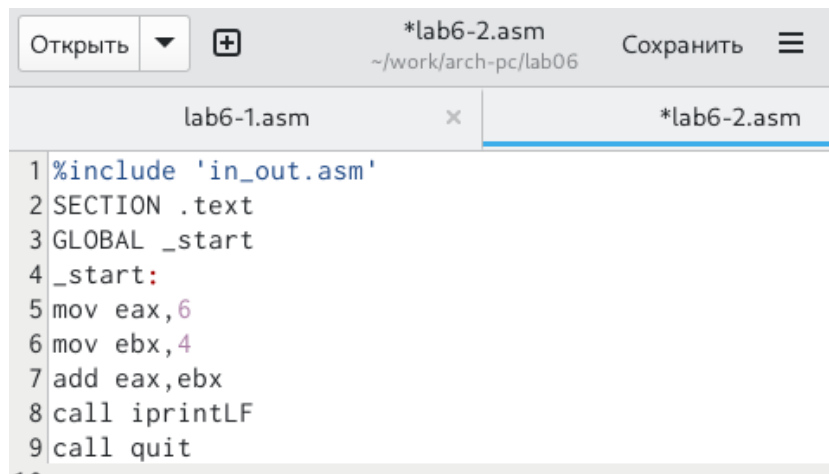 Открыть
*lab6-2.asm
~/work/arch-pc/lab06
Сохранить
lab6-1.asm × *lab6-2.asm
1 %include 'in_out.asm'
2 SECTION .text
3 GLOBAL _start
4 _start:
5 mov eax,6
6 mov ebx,4
7 add eax,ebx
8 call iprintLF
9 call quit